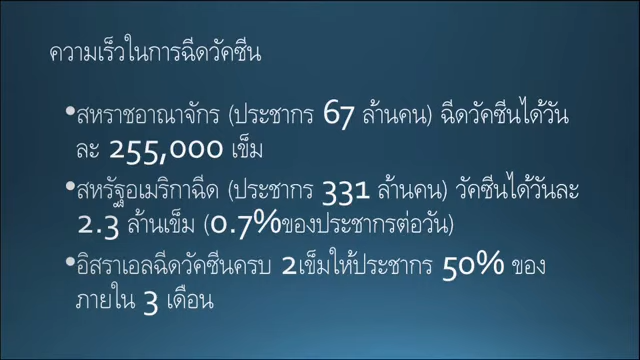 ความเร็วในการฉีดวัคซีน
•สหราชอาณาจักร (ประชากร 67 ล้านคน) ฉีดวัคซีนได้วัน
ละ 255,000 เข็ม
•สหรัฐอเมริกาฉีด (ประชากร 331 ล้านคน) วัคซีนได้วันละ
2.3 ล้านเข็ม (0.7%ของประชากรต่อวัน)
•อิสราเอลฉีดวัคซีนครบ 2เข็มให้ประชากร 50% ของ
ภายใน 3 เดือน